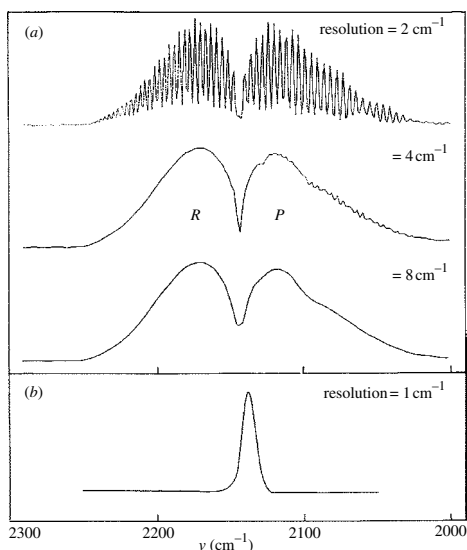 (a)
resolution = 2 cm⁻¹
= 4 cm⁻¹
R
P
= 8 cm⁻¹
(b)
resolution = 1 cm⁻¹
2300
2200
2100
2000
ν (cm⁻¹)